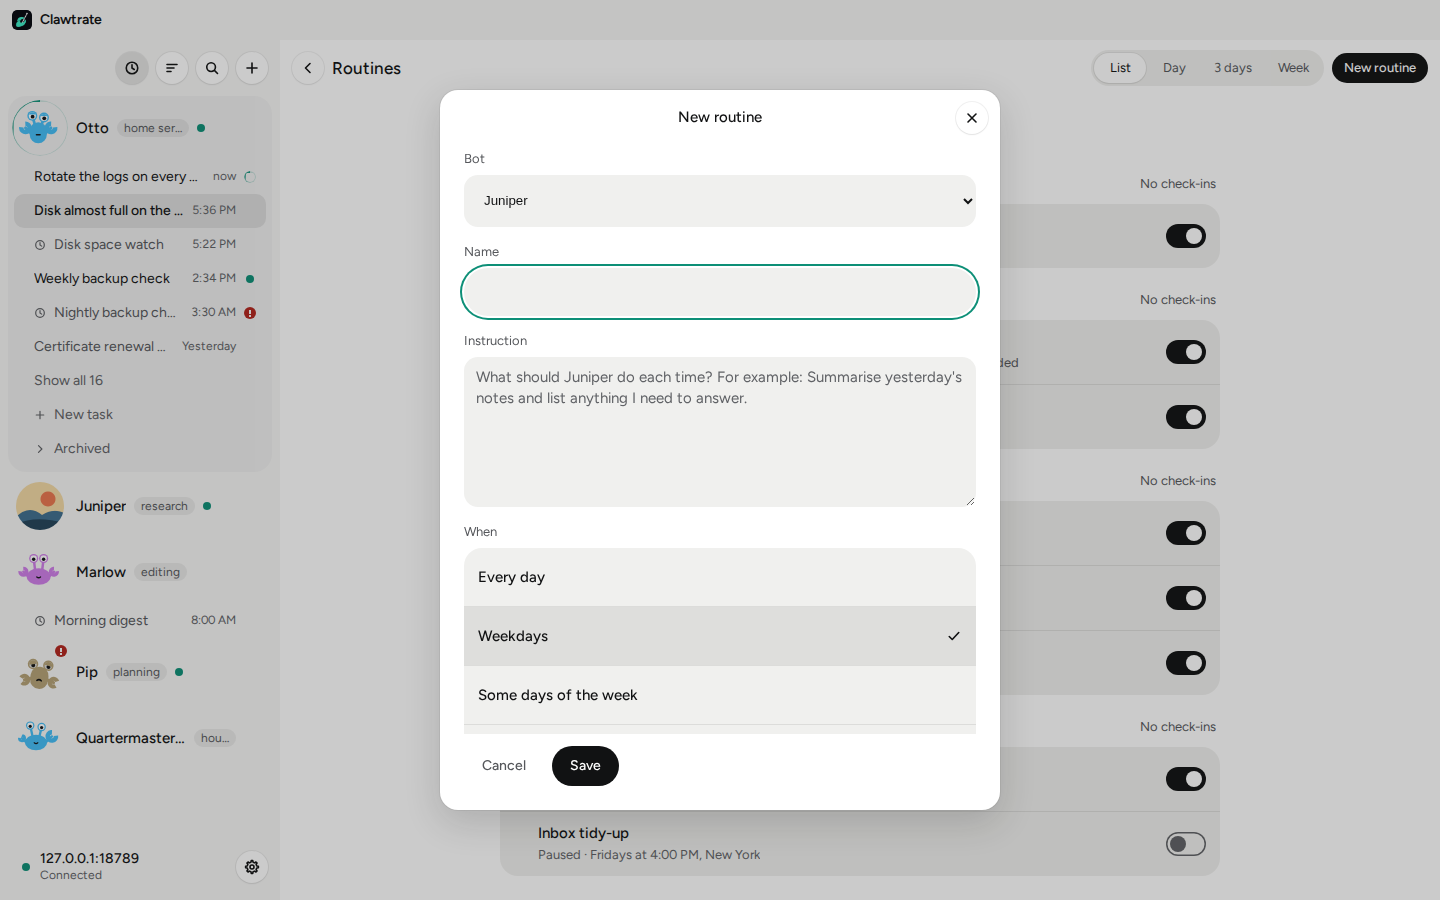 Clawtrate
Routines
List
Day
3 days
Week
New routine
Otto
home ser...
Rotate the logs on every ...
now
Disk almost full on the ...
5:36 PM
Disk space watch
5:22 PM
Weekly backup check
2:34 PM
Nightly backup ch...
3:30 AM
Certificate renewal ...
Yesterday
Show all 16
New task
Archived
Juniper
research
Marlow
editing
Morning digest
8:00 AM
Pip
planning
Quartermaster...
hou...
127.0.0.1:18789
Connected
New routine
Bot
Juniper
Name
Instruction
What should Juniper do each time? For example: Summarise yesterday's
notes and list anything I need to answer.
When
Every day
Weekdays
Some days of the week
Cancel
Save
No check-ins
No check-ins
ded
No check-ins
No check-ins
Inbox tidy-up
Paused · Fridays at 4:00 PM, New York